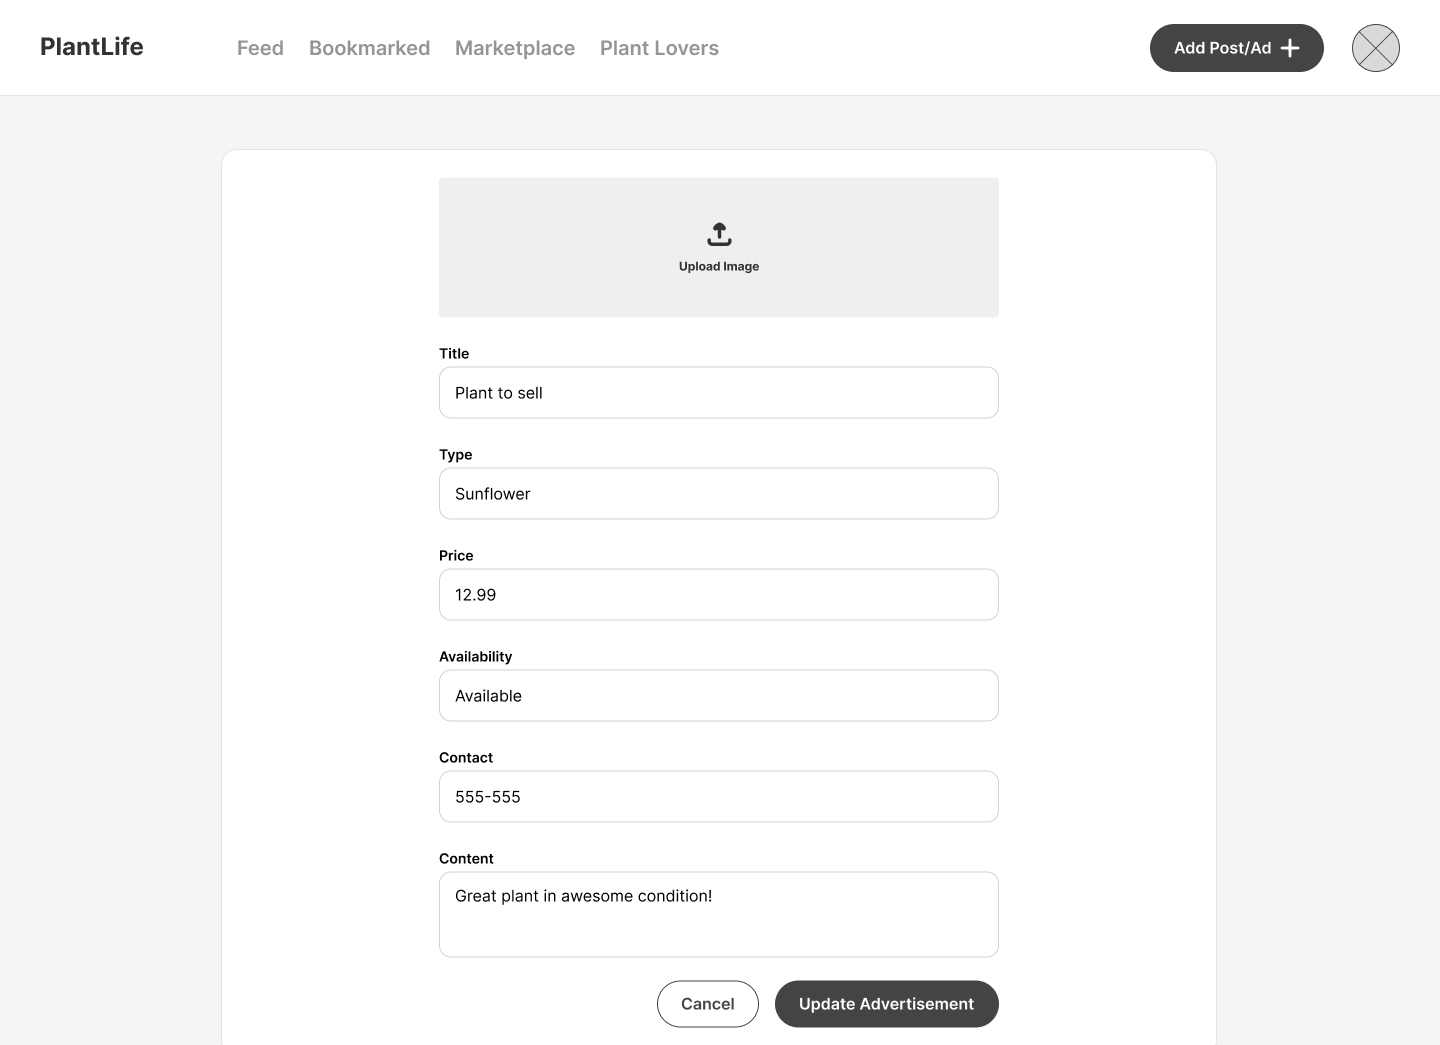 PlantLife
Feed Bookmarked Marketplace Plant Lovers
Add Post/Ad
Upload Image
Title
Plant to sell
Type
Sunflower
Price
12.99
Availability
Available
Contact
555-555
Content
Great plant in awesome condition!
Cancel
Update Advertisement